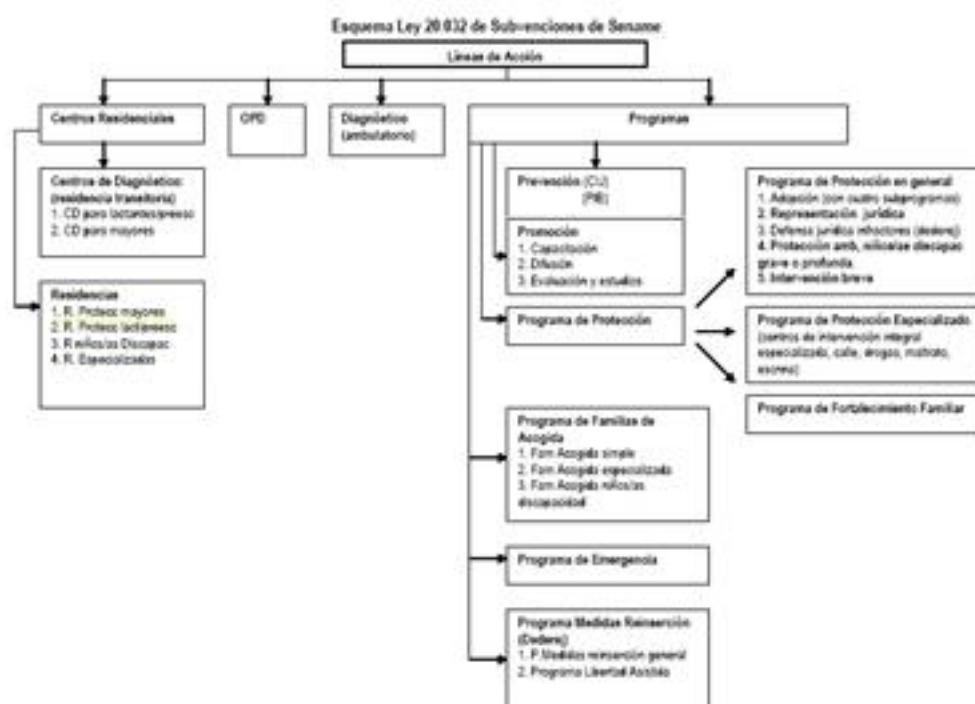 Esquema Ley 20.032 de Subvenciones de Sename
Líneas de Acción
Centros Residenciales
OPD
Diagnóstico
(ambulatorio)
Programas
Centros de Diagnóstico:
(residencia transitoria)
1. CD para lactantes/preesc
2. CD para mayores
Residencias
1. R. Protecc mayores
2. R. Protecc lact/preesc
3. R niños/as Discapac
4. R. Especializadas
Prevención (CIJ)
(PIB)
Promoción
1. Capacitación
2. Difusión
3. Evaluación y estudios
Programa de Protección
Programa de Familias de
Acogida
1. Fam Acogida simple
2. Fam Acogida especializada
3. Fam Acogida niños/as
discapacidad
Programa de Emergencia
Programa Medidas Reinserción
(Dederej)
1. P.Medidas reinserción general
2. Programa Libertad Asistida
Programa de Protección en general
1. Adopción (con cuatro subprogramas)
2. Representación jurídica
3. Defensa jurídica infractores (dederej)
4. Protección amb, niños/as discapac
grave o profunda.
5. Intervención breve
Programa de Protección Especializado
(centros de intervención integral
especializada, calle, drogas, maltrato,
Programa de Fortalecimiento Familiar